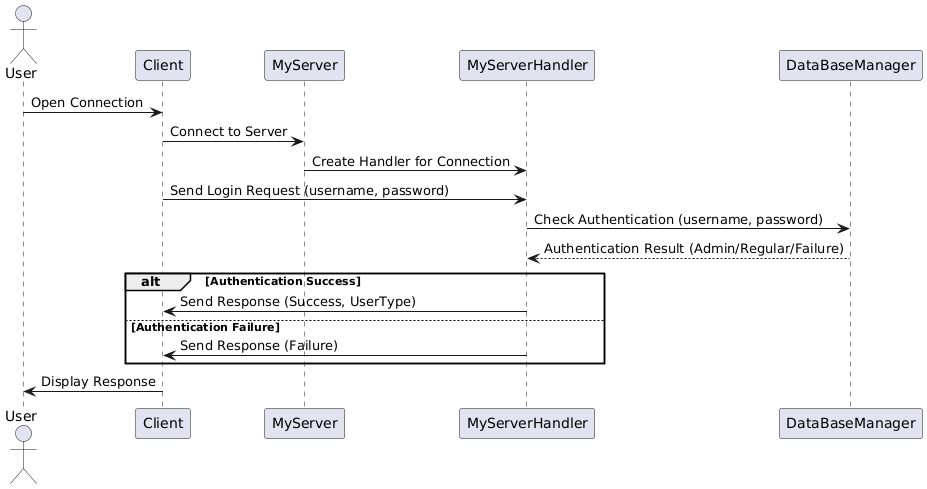 User
Client
MyServer
MyServerHandler
DataBaseManager
Open Connection
Connect to Server
Create Handler for Connection
Send Login Request (username, password)
Check Authentication (username, password)
Authentication Result (Admin/Regular/Failure)
alt [Authentication Success]
Send Response (Success, UserType)
[Authentication Failure]
Send Response (Failure)
Display Response
User
Client
MyServer
MyServerHandler
DataBaseManager